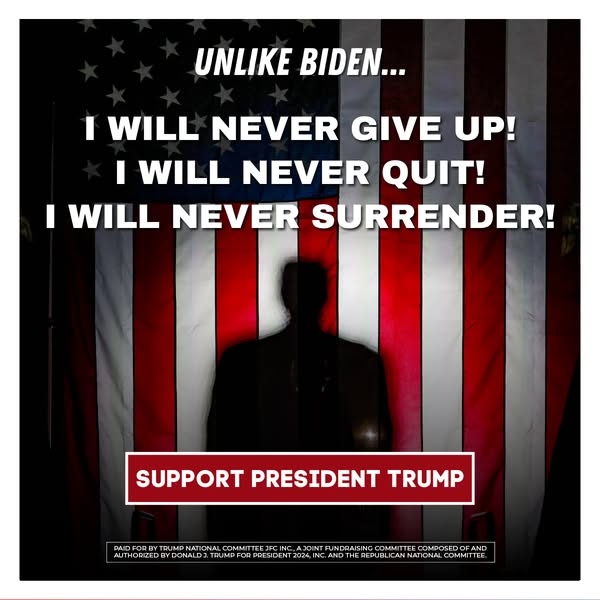 UNLIKE BIDEN...
I WILL NEVER GIVE UP!
I WILL NEVER QUIT!
I WILL NEVER SURRENDER!
SUPPORT PRESIDENT TRUMP
PAID FOR BY TRUMP NATIONAL COMMITTEE JFC INC., A JOINT FUNDRAISING COMMITTEE COMPOSED OF AND
AUTHORIZED BY DONALD J. TRUMP FOR PRESIDENT 2024, INC. AND THE REPUBLICAN NATIONAL COMMITTEE.